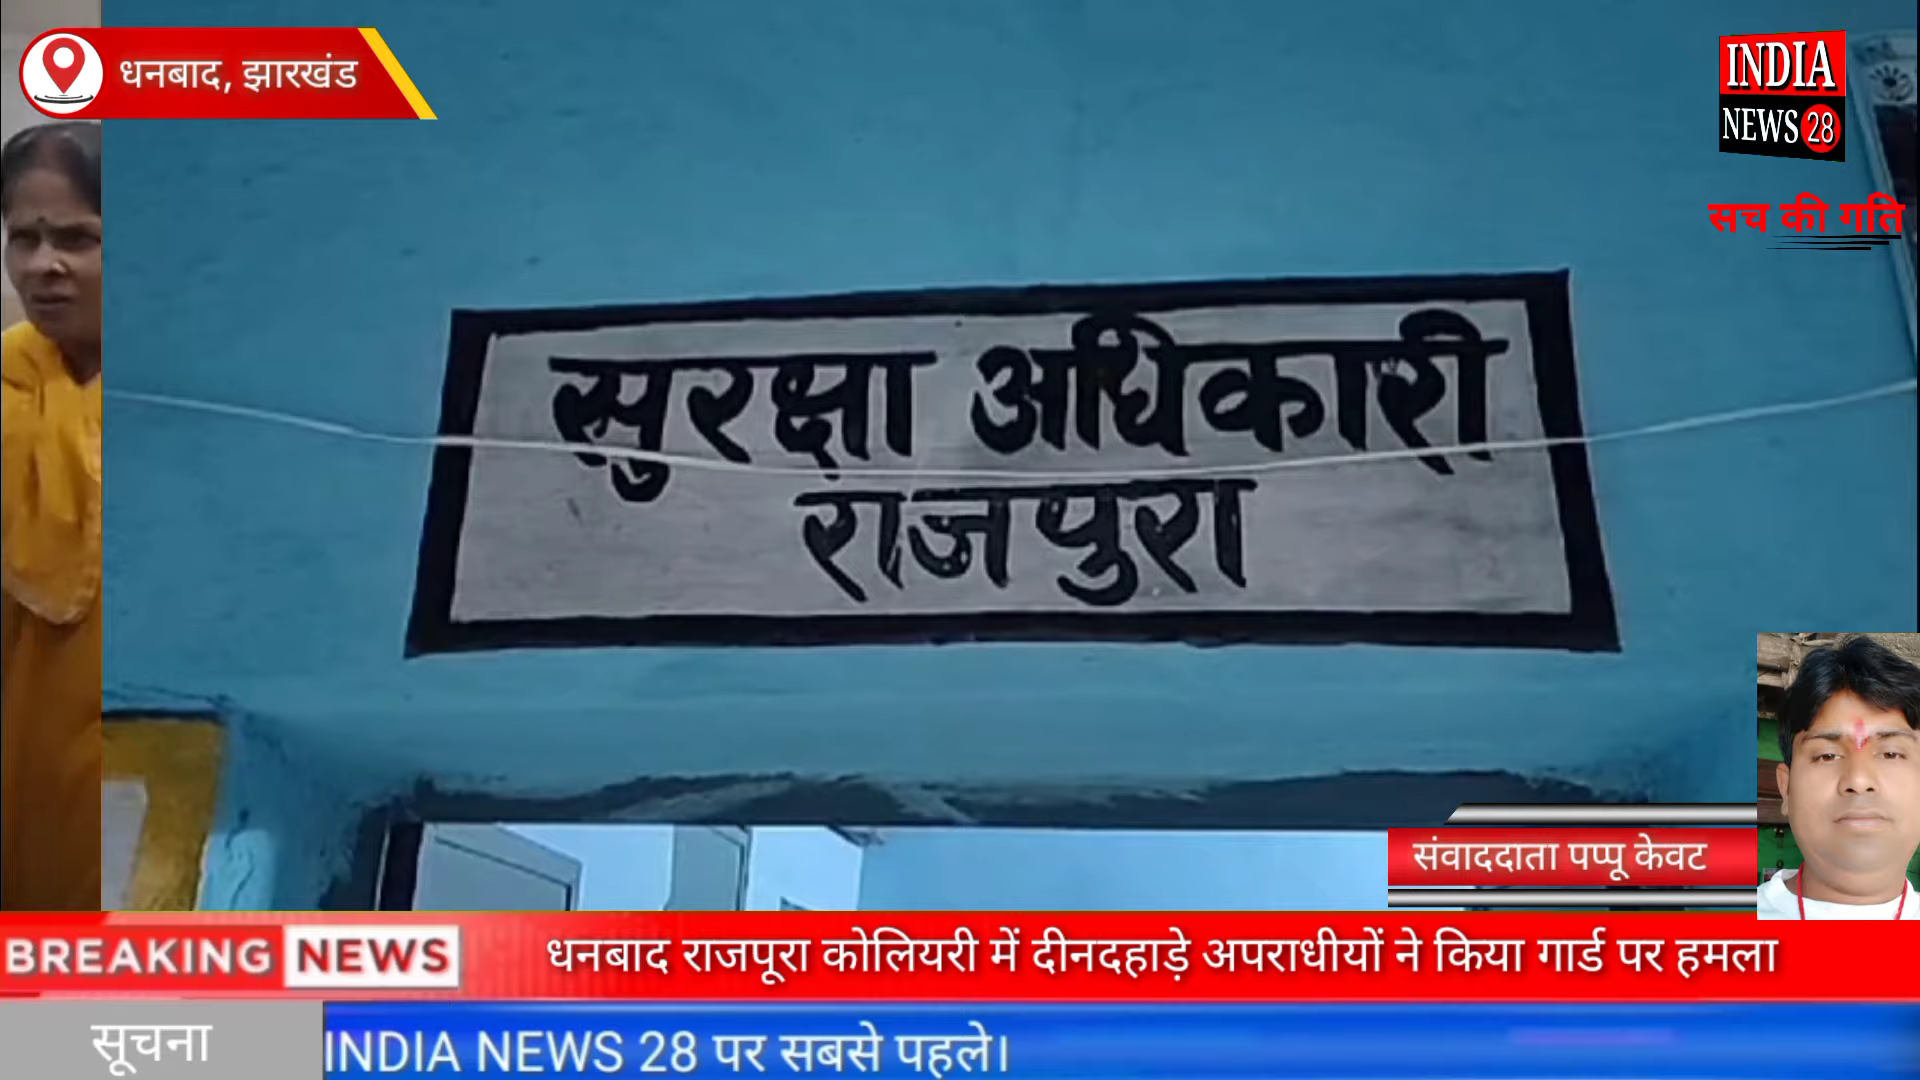 धनबाद, झारखंड
INDIA
NEWS 28
सच की गति
सुरक्षा अधिकारी
राजपुरा
संवाददाता पप्पू केवट
BREAKING NEWS
धनबाद राजपूरा कोलियरी में दीनदहाड़े अपराधीयों ने किया गार्ड पर हमला
सूचना
INDIA NEWS 28 पर सबसे पहले।